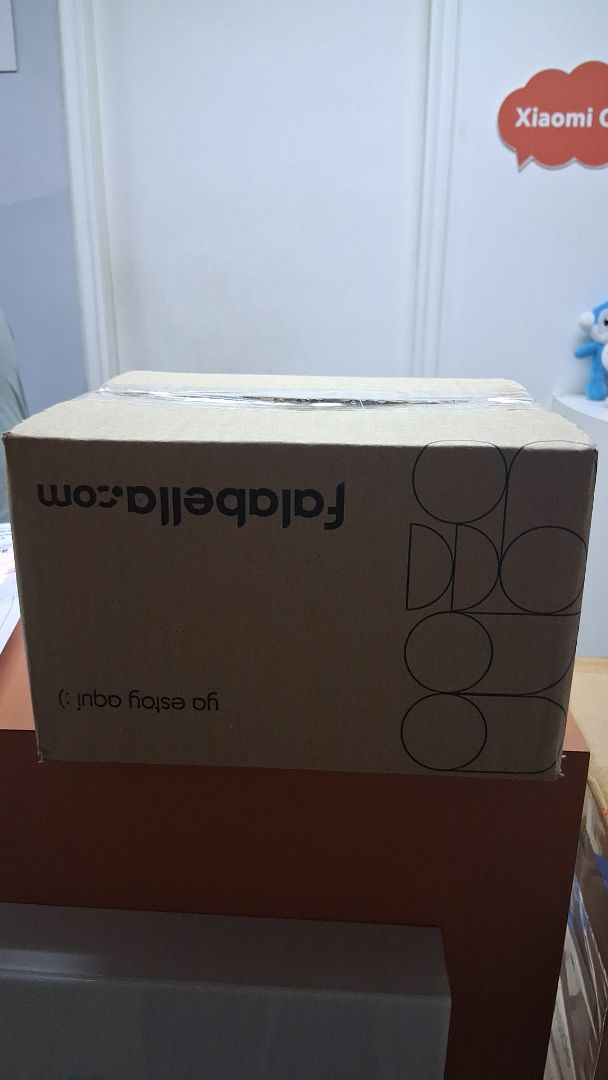 Xiaomi
falabella.com
ya estoy aquí :)